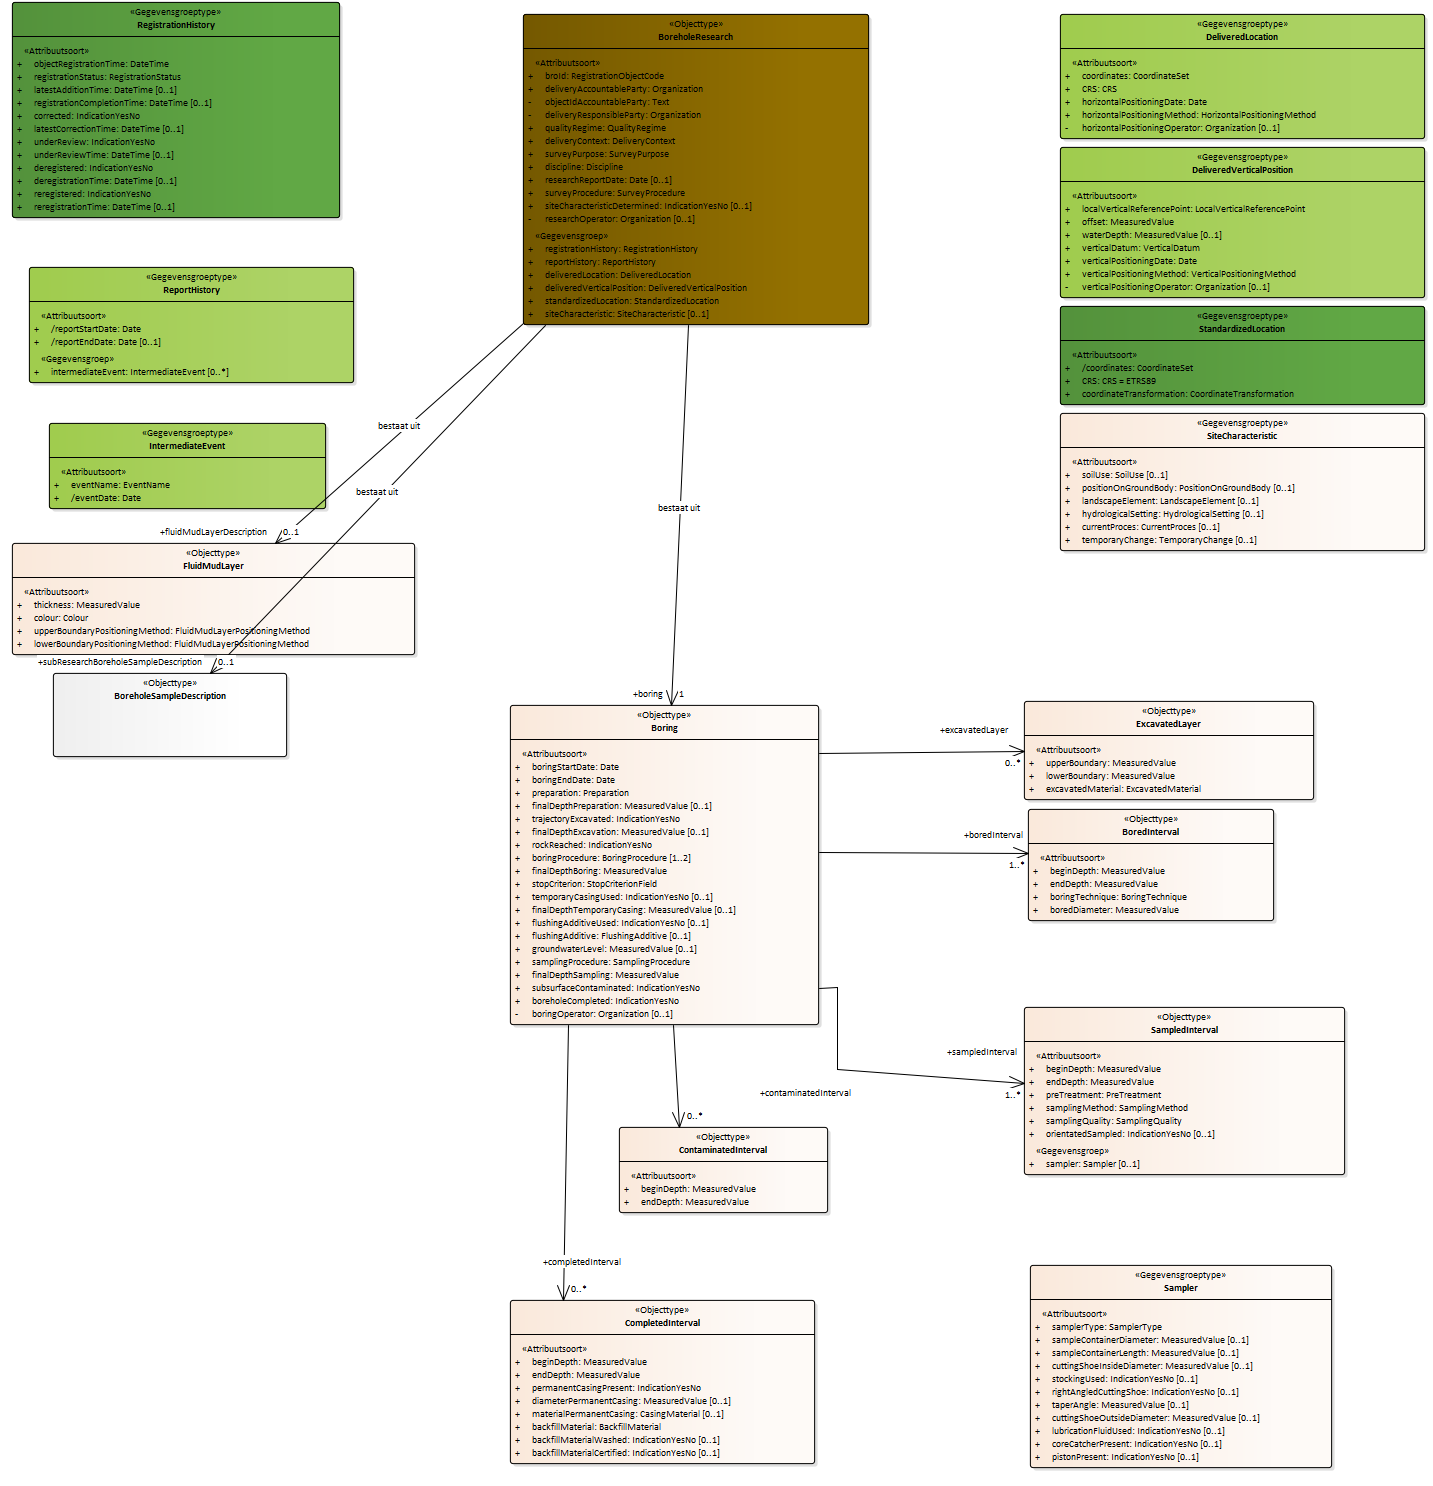 «Gegevensgroeptype»
RegistrationHistory
«Attribuutsoort»
+ objectRegistrationTime: DateTime
+ registrationStatus: RegistrationStatus
+ latestAdditionTime: DateTime [0..1]
+ registrationCompletionTime: DateTime [0..1]
+ corrected: IndicationYesNo
+ latestCorrectionTime: DateTime [0..1]
+ underReview: IndicationYesNo
+ underReviewTime: DateTime [0..1]
+ deregistered: IndicationYesNo
+ deregistrationTime: DateTime [0..1]
+ reregistered: IndicationYesNo
+ reregistrationTime: DateTime [0..1]
«Objecttype»
BoreholeResearch
«Attribuutsoort»
+ broId: RegistrationObjectCode
+ deliveryAccountableParty: Organization
- objectIdAccountableParty: Text
- deliveryResponsibleParty: Organization
+ qualityRegime: QualityRegime
+ deliveryContext: DeliveryContext
+ surveyPurpose: SurveyPurpose
+ discipline: Discipline
+ researchReportDate: Date [0..1]
+ surveyProcedure: SurveyProcedure
+ siteCharacteristicDetermined: IndicationYesNo [0..1]
- researchOperator: Organization [0..1]
«Gegevensgroep»
+ registrationHistory: RegistrationHistory
+ reportHistory: ReportHistory
+ deliveredLocation: DeliveredLocation
+ deliveredVerticalPosition: DeliveredVerticalPosition
+ standardizedLocation: StandardizedLocation
+ siteCharacteristic: SiteCharacteristic [0..1]
«Gegevensgroeptype»
DeliveredLocation
«Attribuutsoort»
+ coordinates: CoordinateSet
+ CRS: CRS
+ horizontalPositioningDate: Date
+ horizontalPositioningMethod: HorizontalPositioningMethod
- horizontalPositioningOperator: Organization [0..1]
«Gegevensgroeptype»
DeliveredVerticalPosition
«Attribuutsoort»
+ localVerticalReferencePoint: LocalVerticalReferencePoint
+ offset: MeasuredValue
+ waterDepth: MeasuredValue [0..1]
+ verticalDatum: VerticalDatum
+ verticalPositioningDate: Date
+ verticalPositioningMethod: VerticalPositioningMethod
- verticalPositioningOperator: Organization [0..1]
«Gegevensgroeptype»
StandardizedLocation
«Attribuutsoort»
+ /coordinates: CoordinateSet
+ CRS: CRS = ETRS89
+ coordinateTransformation: CoordinateTransformation
«Gegevensgroeptype»
SiteCharacteristic
«Attribuutsoort»
+ soilUse: SoilUse [0..1]
+ positionOnGroundBody: PositionOnGroundBody [0..1]
+ landscapeElement: LandscapeElement [0..1]
+ hydrologicalSetting: HydrologicalSetting [0..1]
+ currentProces: CurrentProces [0..1]
+ temporaryChange: TemporaryChange [0..1]
«Gegevensgroeptype»
ReportHistory
«Attribuutsoort»
+ /reportStartDate: Date
+ /reportEndDate: Date [0..1]
«Gegevensgroep»
+ intermediateEvent: IntermediateEvent [0..*]
«Gegevensgroeptype»
IntermediateEvent
«Attribuutsoort»
+ eventName: EventName
+ /eventDate: Date
bestaat uit
bestaat uit
bestaat uit
+fluidMudLayerDescription 0..1
«Objecttype»
FluidMudLayer
«Attribuutsoort»
+ thickness: MeasuredValue
+ colour: Colour
+ upperBoundaryPositioningMethod: FluidMudLayerPositioningMethod
+ lowerBoundaryPositioningMethod: FluidMudLayerPositioningMethod
+subResearchBoreholeSampleDescription 0..1
«Objecttype»
BoreholeSampleDescription
+boring 1
«Objecttype»
Boring
«Attribuutsoort»
+ boringStartDate: Date
+ boringEndDate: Date
+ preparation: Preparation
+ finalDepthPreparation: MeasuredValue [0..1]
+ trajectoryExcavated: IndicationYesNo
+ finalDepthExcavation: MeasuredValue [0..1]
+ rockReached: IndicationYesNo
+ boringProcedure: BoringProcedure [1..2]
+ finalDepthBoring: MeasuredValue
+ stopCriterion: StopCriterionField
+ temporaryCasingUsed: IndicationYesNo [0..1]
+ finalDepthTemporaryCasing: MeasuredValue [0..1]
+ flushingAdditiveUsed: IndicationYesNo [0..1]
+ flushingAdditive: FlushingAdditive [0..1]
+ groundwaterLevel: MeasuredValue [0..1]
+ samplingProcedure: SamplingProcedure
+ finalDepthSampling: MeasuredValue
+ subsurfaceContaminated: IndicationYesNo
+ boreholeCompleted: IndicationYesNo
- boringOperator: Organization [0..1]
+excavatedLayer
0..*
«Objecttype»
ExcavatedLayer
«Attribuutsoort»
+ upperBoundary: MeasuredValue
+ lowerBoundary: MeasuredValue
+ excavatedMaterial: ExcavatedMaterial
+boredInterval
1..*
«Objecttype»
BoredInterval
«Attribuutsoort»
+ beginDepth: MeasuredValue
+ endDepth: MeasuredValue
+ boringTechnique: BoringTechnique
+ boredDiameter: MeasuredValue
+sampledInterval
1..*
«Objecttype»
SampledInterval
«Attribuutsoort»
+ beginDepth: MeasuredValue
+ endDepth: MeasuredValue
+ preTreatment: PreTreatment
+ samplingMethod: SamplingMethod
+ samplingQuality: SamplingQuality
+ orientatedSampled: IndicationYesNo [0..1]
«Gegevensgroep»
+ sampler: Sampler [0..1]
+contaminatedInterval
0..*
«Objecttype»
ContaminatedInterval
«Attribuutsoort»
+ beginDepth: MeasuredValue
+ endDepth: MeasuredValue
+completedInterval
0..*
«Objecttype»
CompletedInterval
«Attribuutsoort»
+ beginDepth: MeasuredValue
+ endDepth: MeasuredValue
+ permanentCasingPresent: IndicationYesNo
+ diameterPermanentCasing: MeasuredValue [0..1]
+ materialPermanentCasing: CasingMaterial [0..1]
+ backfillMaterial: BackfillMaterial
+ backfillMaterialWashed: IndicationYesNo [0..1]
+ backfillMaterialCertified: IndicationYesNo [0..1]
«Gegevensgroeptype»
Sampler
«Attribuutsoort»
+ samplerType: SamplerType
+ sampleContainerDiameter: MeasuredValue [0..1]
+ sampleContainerLength: MeasuredValue [0..1]
+ cuttingShoeInsideDiameter: MeasuredValue [0..1]
+ stockingUsed: IndicationYesNo [0..1]
+ rightAngledCuttingShoe: IndicationYesNo [0..1]
+ taperAngle: MeasuredValue [0..1]
+ cuttingShoeOutsideDiameter: MeasuredValue [0..1]
+ lubricationFluidUsed: IndicationYesNo [0..1]
+ coreCatcherPresent: IndicationYesNo [0..1]
+ pistonPresent: IndicationYesNo [0..1]